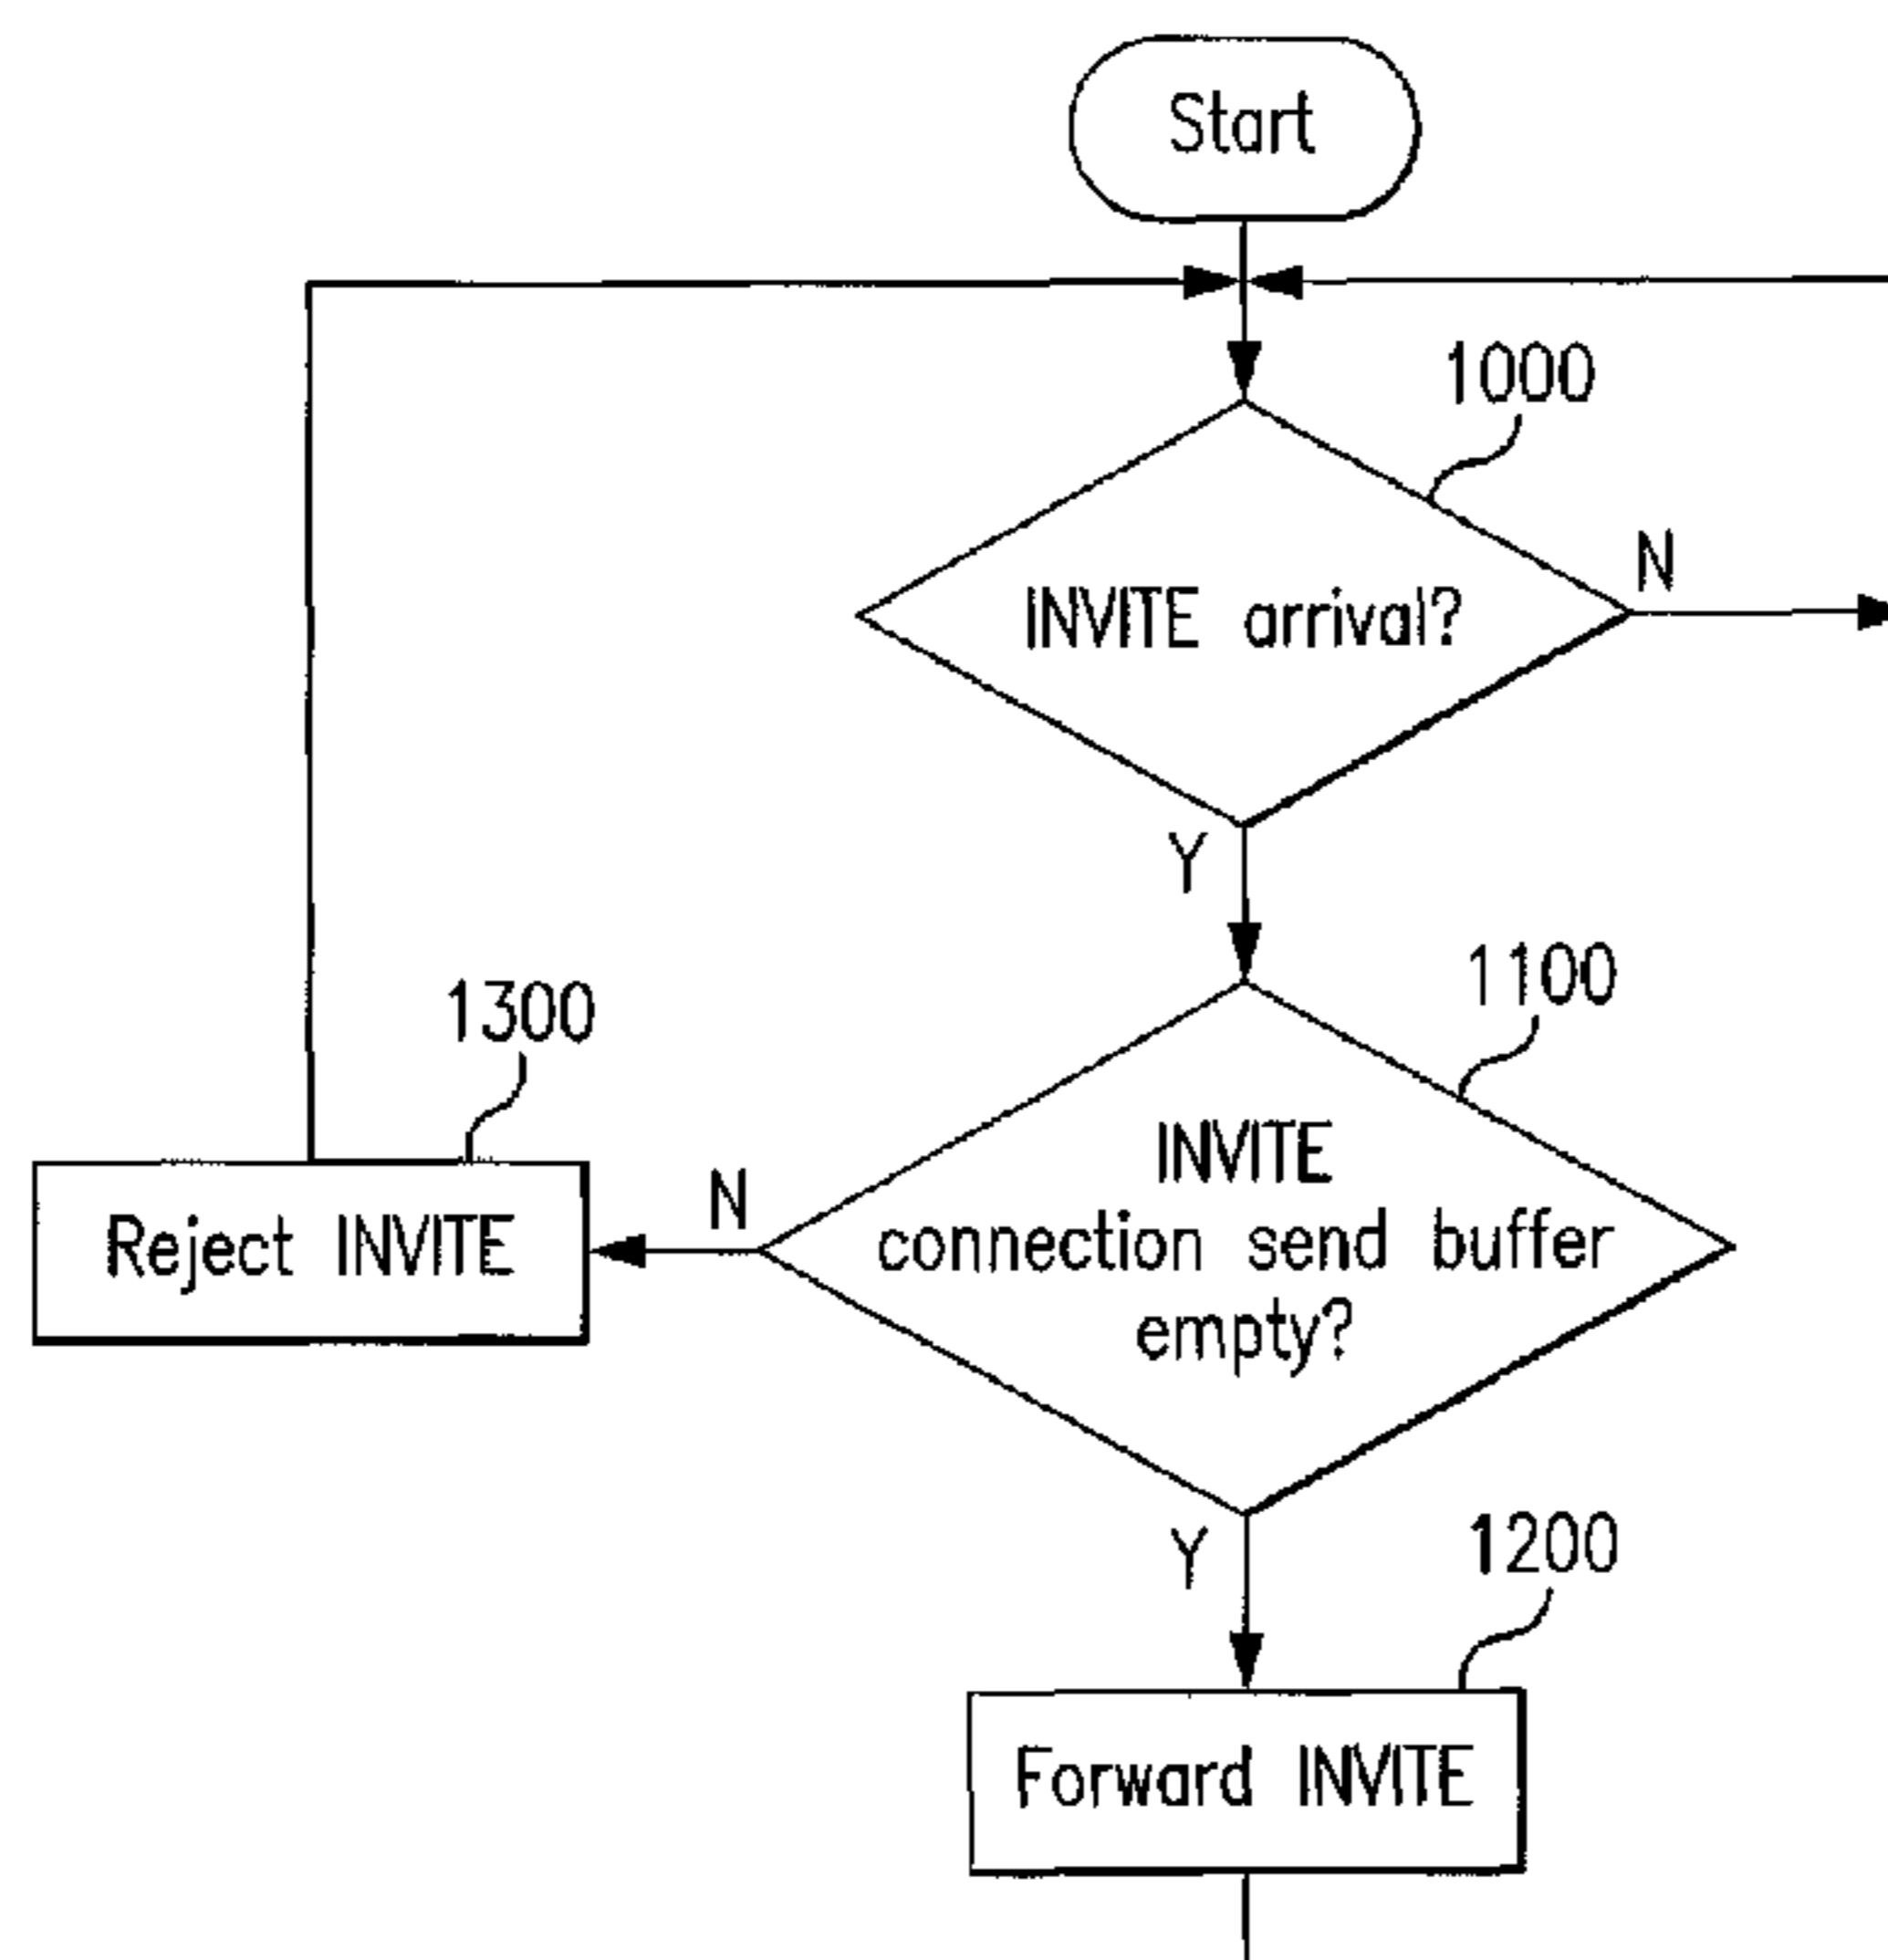 Start
1000
INVITE arrival?
N
Y
1300
1100
Reject INVITE
N
INVITE
connection send buffer
empty?
Y
1200
Forward INVITE